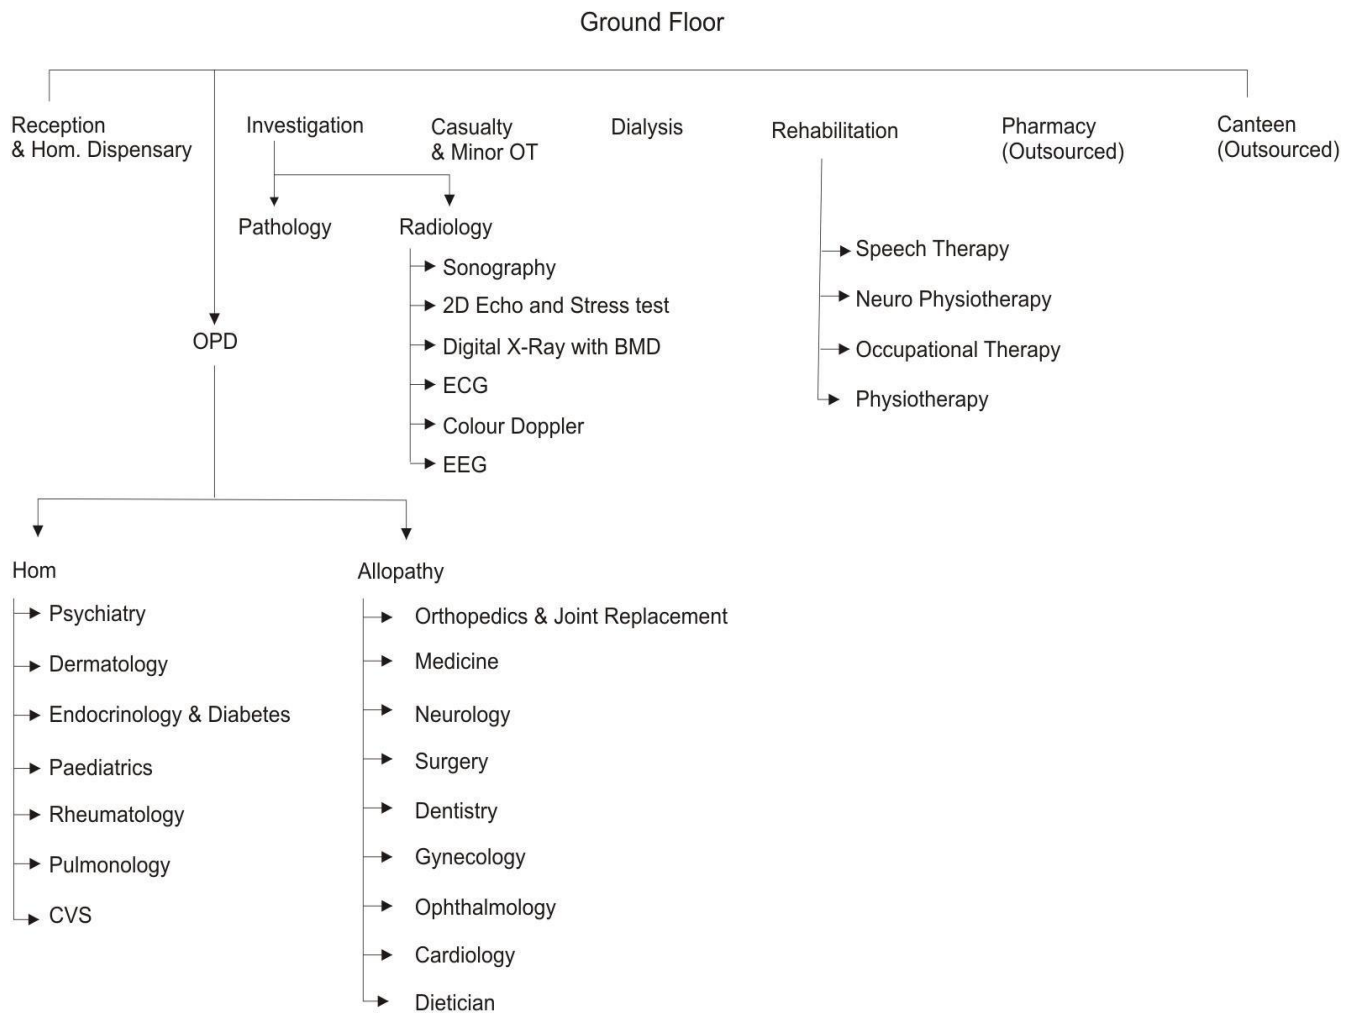 Ground Floor
Reception
& Hom. Dispensary
Investigation
Casualty
& Minor OT
Dialysis
Rehabilitation
Pharmacy
(Outsourced)
Canteen
(Outsourced)
Pathology
Radiology
Sonography
2D Echo and Stress test
Digital X-Ray with BMD
ECG
Colour Doppler
EEG
Speech Therapy
Neuro Physiotherapy
Occupational Therapy
Physiotherapy
OPD
Hom
Psychiatry
Dermatology
Endocrinology & Diabetes
Paediatrics
Rheumatology
Pulmonology
CVS
Allopathy
Orthopedics & Joint Replacement
Medicine
Neurology
Surgery
Dentistry
Gynecology
Ophthalmology
Cardiology
Dietician